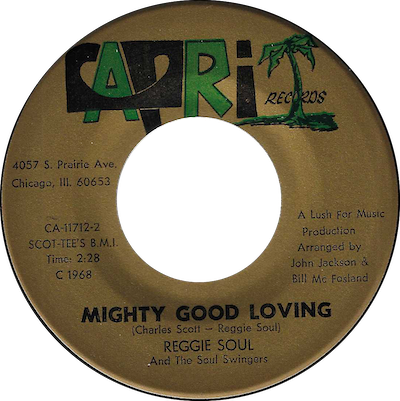 CAPRI
RECORDS
4057 S. Prairie Ave.
Chicago, Ill. 60653
CA-11712-2
SCOT-TEE'S B.M.I.
Time: 2:28
C 1968
A Lush For Music
Production
Arranged by
John Jackson &
Bill Mc Fosland
MIGHTY GOOD LOVING
(Charles Scott — Reggie Soul)
REGGIE SOUL
And The Soul Swingers